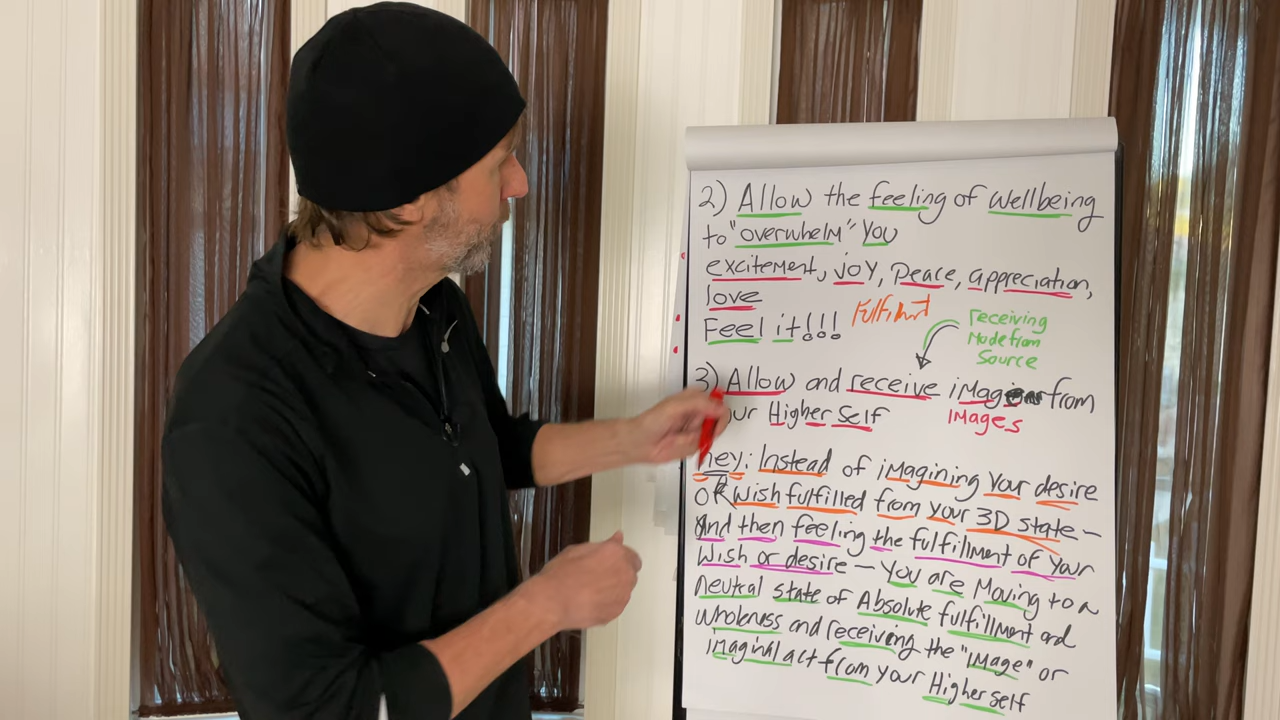 2) Allow the feeling of wellbeing
to "overwhelm" you
excitement, joy, peace, appreciation,
love
Feel it!!! Fulfillment
receiving
Mode from
Source
3) Allow and receive from
Higher Self
IMAGES
Instead of imagining your desire
or wish fulfilled from your 3D state –
And then feeling the fulfillment of your
Wish or desire – you are Moving to a
neutral state of Absolute fulfillment and
wholeness and receiving the "image" or
imaginal act from your Higher self